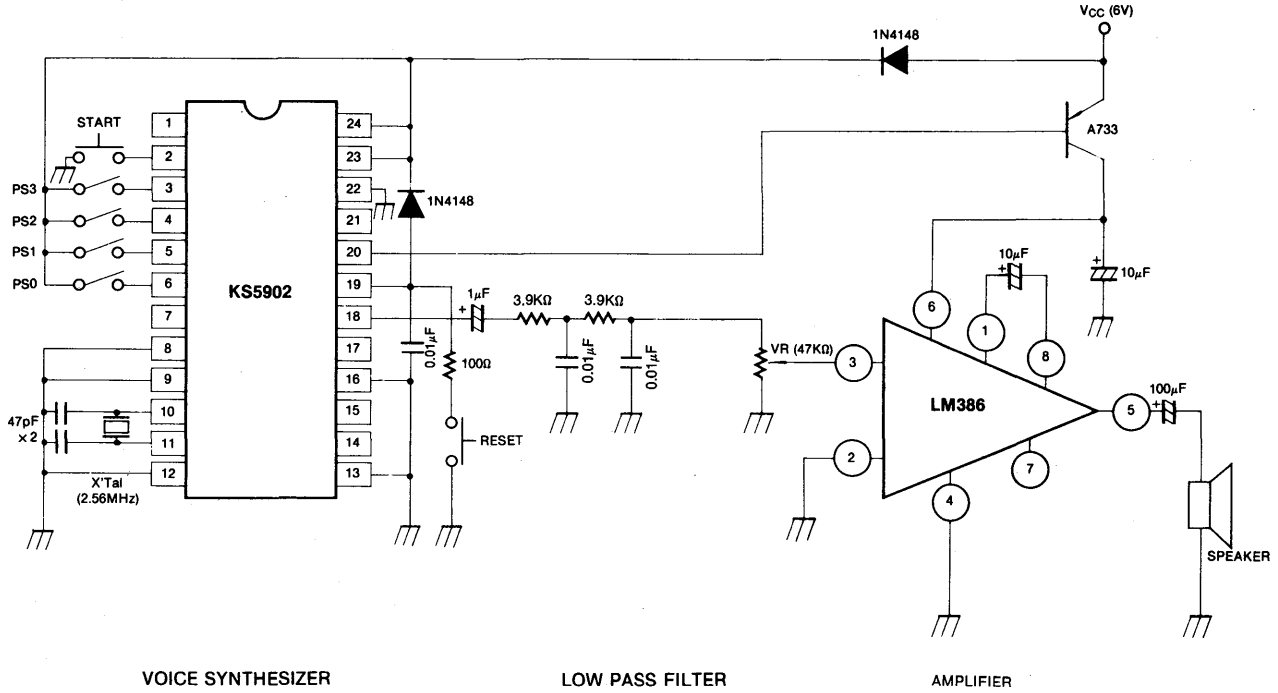 VCC (6V)
1N4148
A733
START
1
24
2
23
PS3
3
22
1N4148
PS2
4
21
PS1
5
20
PS0
6
KS5902
19
7
18
8
17
9
16
10
15
11
14
12
13
47pF
×2
X'Tal
(2.56MHz)
0.01µF
100Ω
RESET
1µF
+
3.9KΩ
3.9KΩ
0.01µF
0.01µF
VR (47KΩ)
10µF
+
10µF
+
6
1
8
3
LM386
5
100µF
+
2
7
4
SPEAKER
VOICE SYNTHESIZER
LOW PASS FILTER
AMPLIFIER